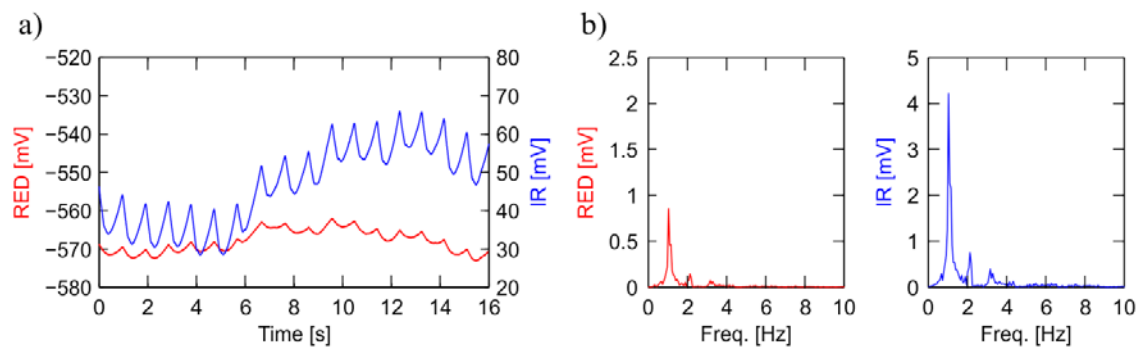 a)
−520
−530
−540
−550
−560
−570
−580
RED [mV]
80
70
60
50
40
30
20
IR [mV]
0 2 4 6 8 10 12 14 16
Time [s]
b)
2.5
2
1.5
1
0.5
0
RED [mV]
0 2 4 6 8 10
Freq. [Hz]
5
4
3
2
1
0
IR [mV]
0 2 4 6 8 10
Freq. [Hz]